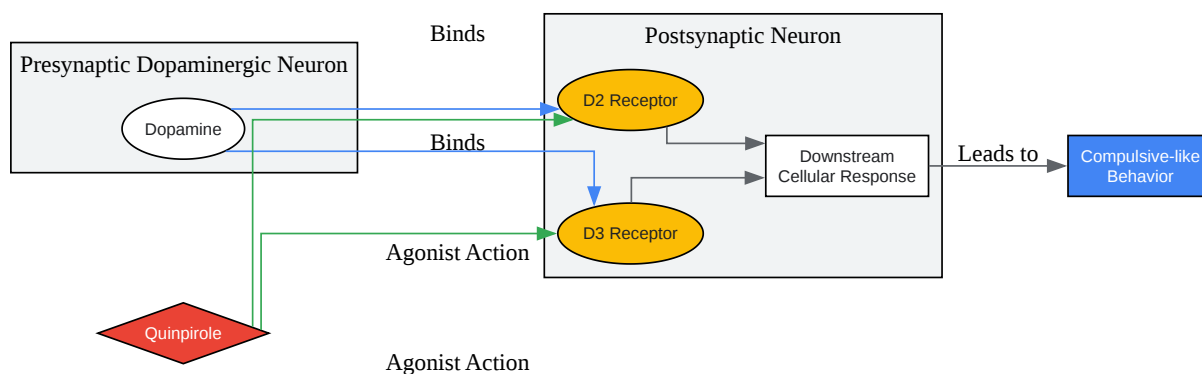 Binds
Postsynaptic Neuron
Presynaptic Dopaminergic Neuron
D2 Receptor
Dopamine
Binds
Downstream
Cellular Response
Leads to
Compulsive-like
Behavior
D3 Receptor
Agonist Action
Quinpirole
Agonist Action